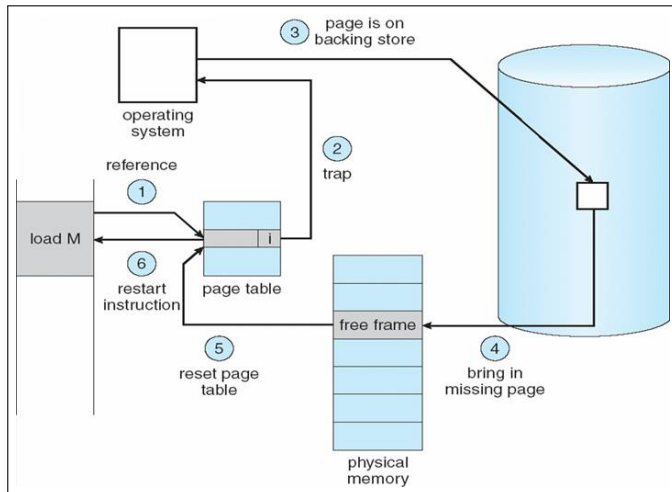 3
page is on
backing store
operating
system
2
trap
reference
1
load M
i
6
restart
instruction
page table
free frame
5
reset page
table
4
bring in
missing page
physical
memory